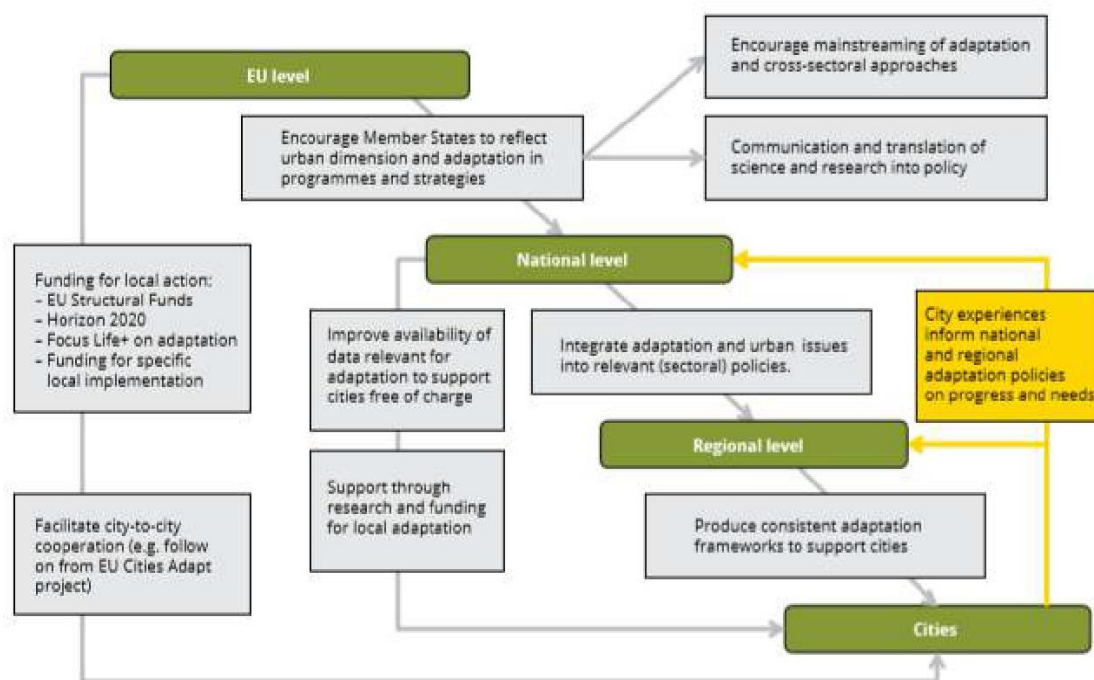 EU level
Encourage mainstreaming of adaptation
and cross-sectoral approaches
Encourage Member States to reflect
urban dimension and adaptation in
programmes and strategies
Communication and translation of
science and research into policy
National level
Funding for local action:
– EU Structural Funds
– Horizon 2020
– Focus Life+ on adaptation
– Funding for specific
local implementation
Improve availability of
data relevant for
adaptation to support
cities free of charge
Integrate adaptation and urban issues
into relevant (sectoral) policies.
City experiences
inform national
and regional
adaptation policies
on progress and needs
Regional level
Support through
research and funding
for local adaptation
Facilitate city-to-city
cooperation (e.g. follow
on from EU Cities Adapt
project)
Produce consistent adaptation
frameworks to support cities
Cities